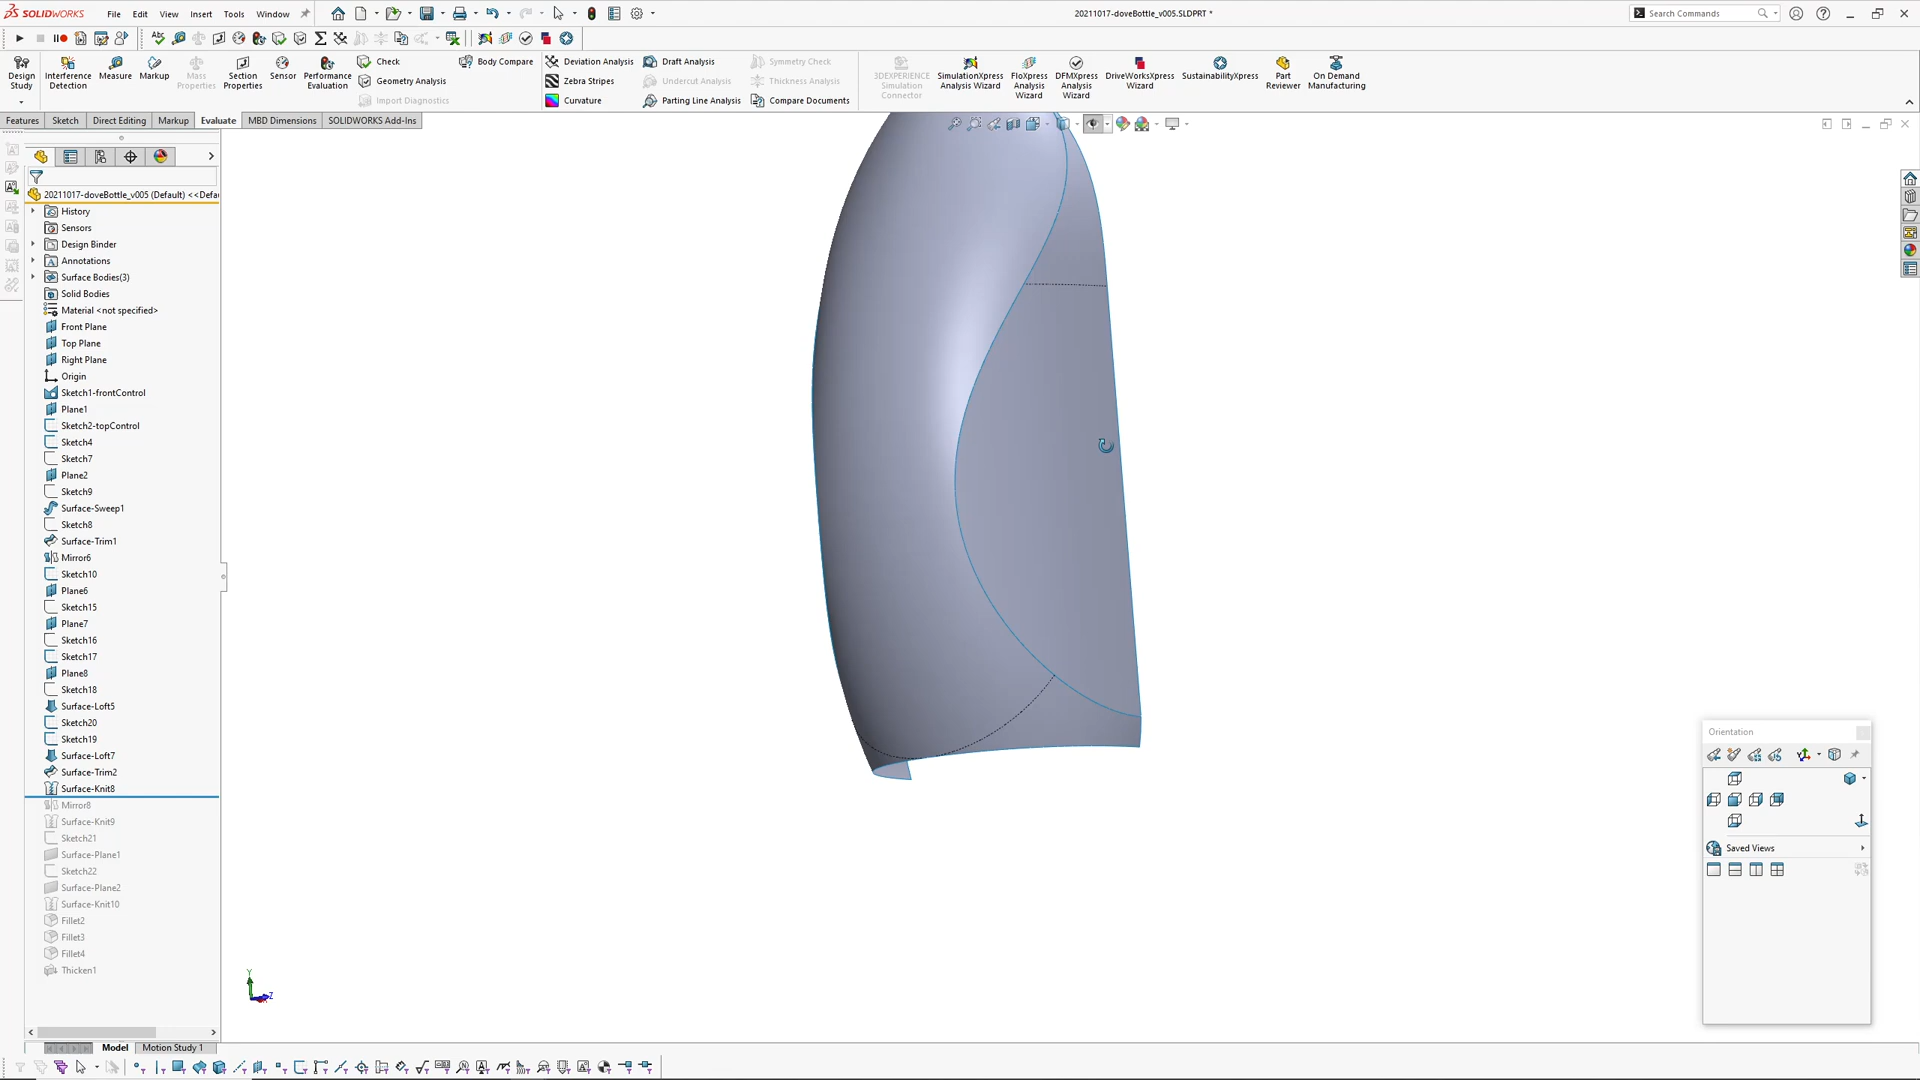 SOLIDWORKS File Edit View Insert Tools Window 20211017-doveBottle_v005.SLDPRT * Search Commands
Design Study
Interference Detection
Measure
Markup
Mass Properties
Section Properties
Sensor
Performance Evaluation
Check
Geometry Analysis
Import Diagnostics
Body Compare
Deviation Analysis
Zebra Stripes
Curvature
Draft Analysis
Undercut Analysis
Parting Line Analysis
Symmetry Check
Thickness Analysis
Compare Documents
3DEXPERIENCE Simulation Connector
SimulationXpress Analysis Wizard
FloXpress Analysis Wizard
DFMXpress Analysis Wizard
DriveWorksXpress Wizard
SustainabilityXpress
Part Reviewer
On Demand Manufacturing
Features Sketch Direct Editing Markup Evaluate MBD Dimensions SOLIDWORKS Add-Ins
20211017-doveBottle_v005 (Default) <<Defau
History
Sensors
Design Binder
Annotations
Surface Bodies(3)
Solid Bodies
Material <not specified>
Front Plane
Top Plane
Right Plane
Origin
Sketch1-frontControl
Plane1
Sketch2-topControl
Sketch4
Sketch7
Plane2
Sketch9
Surface-Sweep1
Sketch8
Surface-Trim1
Mirror6
Sketch10
Plane6
Sketch15
Plane7
Sketch16
Sketch17
Plane8
Sketch18
Surface-Loft5
Sketch20
Sketch19
Surface-Loft7
Surface-Trim2
Surface-Knit8
Mirror8
Surface-Knit9
Sketch21
Surface-Plane1
Sketch22
Surface-Plane2
Surface-Knit10
Fillet2
Fillet3
Fillet4
Thicken1
Y
Z
Orientation
Saved Views
Model Motion Study 1